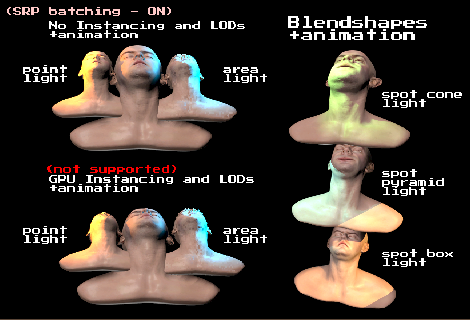 (SRP batching - ON)
No Instancing and LODs
+animation
point
light
area
light
(not supported)
GPU Instancing and LODs
+animation
point
light
area
light
Blendshapes
+animation
spot cone
light
spot
pyramid
light
spot box
light